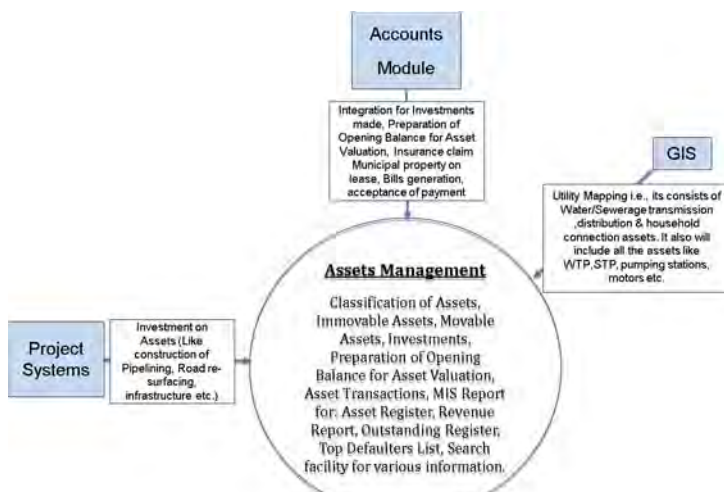 Accounts
Module
Integration for Investments
made, Preparation of
Opening Balance for Asset
Valuation, Insurance claim
Municipal property on
lease, Bills generation,
acceptance of payment
GIS
Utility Mapping i.e., its consists of
Water/Sewerage transmission
,distribution & household
connection assets. It also will
include all the assets like
WTP,STP, pumping stations,
motors etc.
Project
Systems
Investment on
Assets (Like
construction of
Pipelining, Road re-
surfacing,
infrastructure etc.)
Assets Management
Classification of Assets,
Immovable Assets, Movable
Assets, Investments,
Preparation of Opening
Balance for Asset Valuation,
Asset Transactions, MIS Report
for: Asset Register, Revenue
Report, Outstanding Register,
Top Defaulters List, Search
facility for various information.